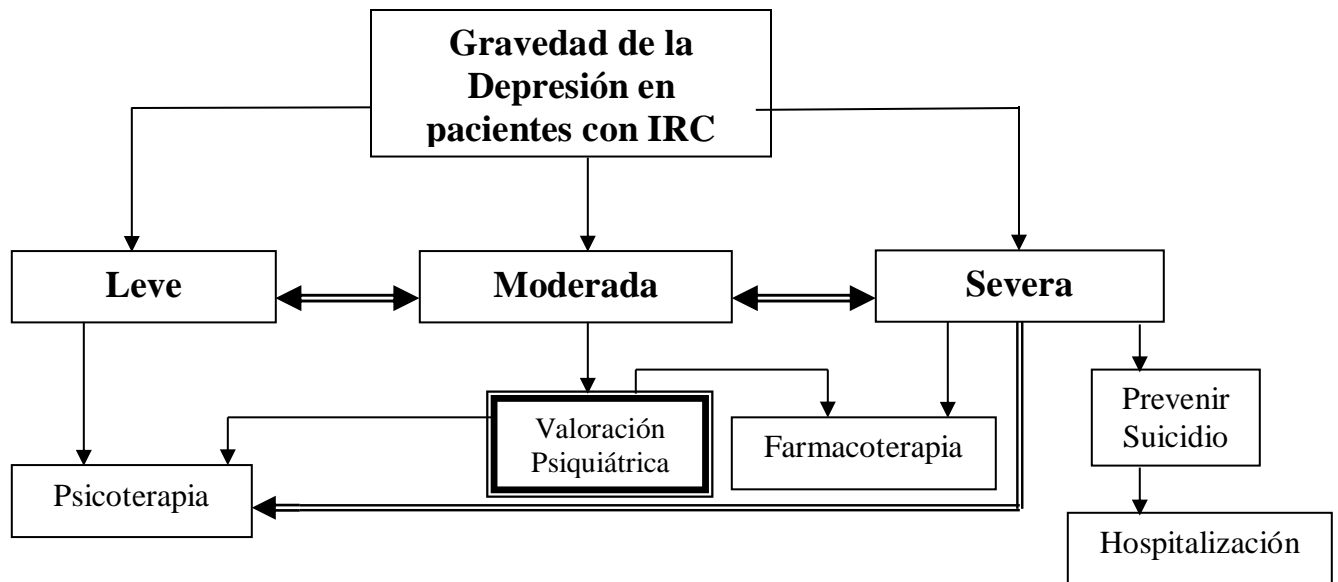 Gravedad de la
Depresión en
pacientes con IRC
Leve
Moderada
Severa
Valoración
Psiquiátrica
Farmacoterapia
Prevenir
Suicidio
Psicoterapia
Hospitalización